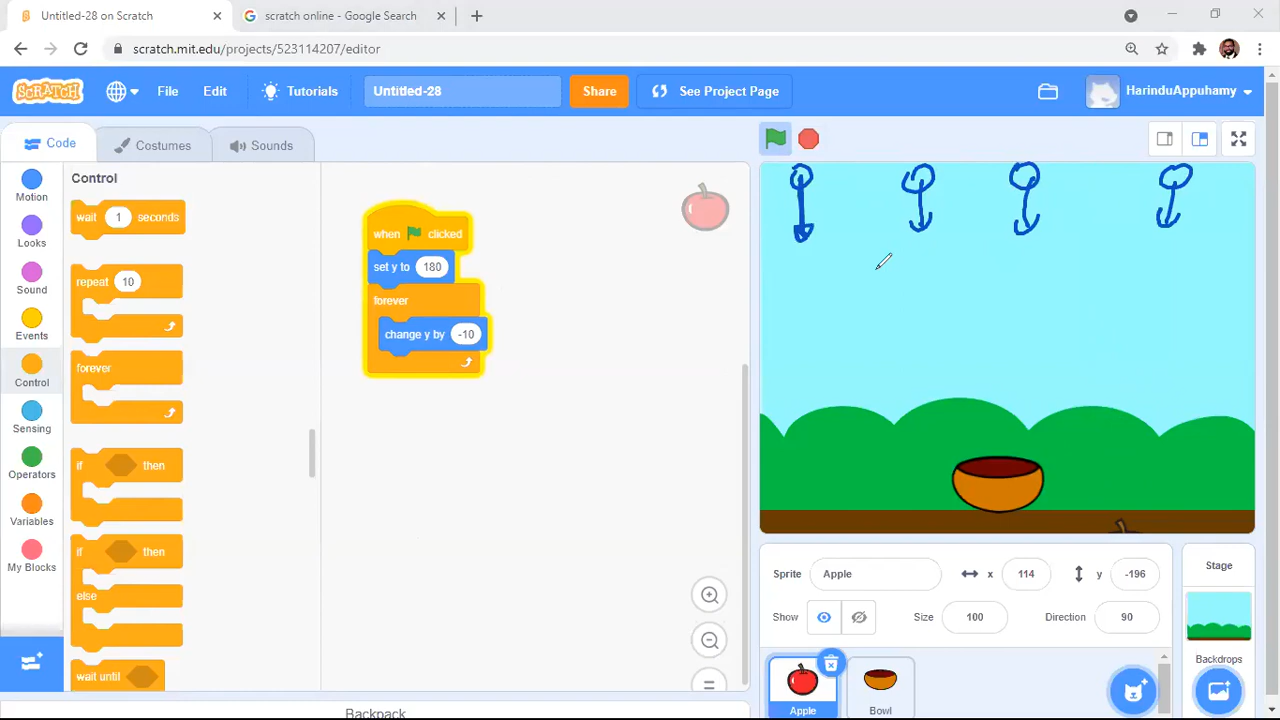 Untitled-28 on Scratch
scratch online - Google Search
scratch.mit.edu/projects/523114207/editor
SCRATCH
File
Edit
Tutorials
Untitled-28
Share
See Project Page
HarinduAppuhamy
Code
Costumes
Sounds
Motion
Looks
Sound
Events
Control
Sensing
Operators
Variables
My Blocks
Control
wait 1 seconds
repeat 10
forever
if then
if then
else
wait until
when clicked
set y to 180
forever
change y by -10
Sprite Apple x 114 y -196
Show Size 100 Direction 90
Apple
Bowl
Stage
Backdrops
Backpack